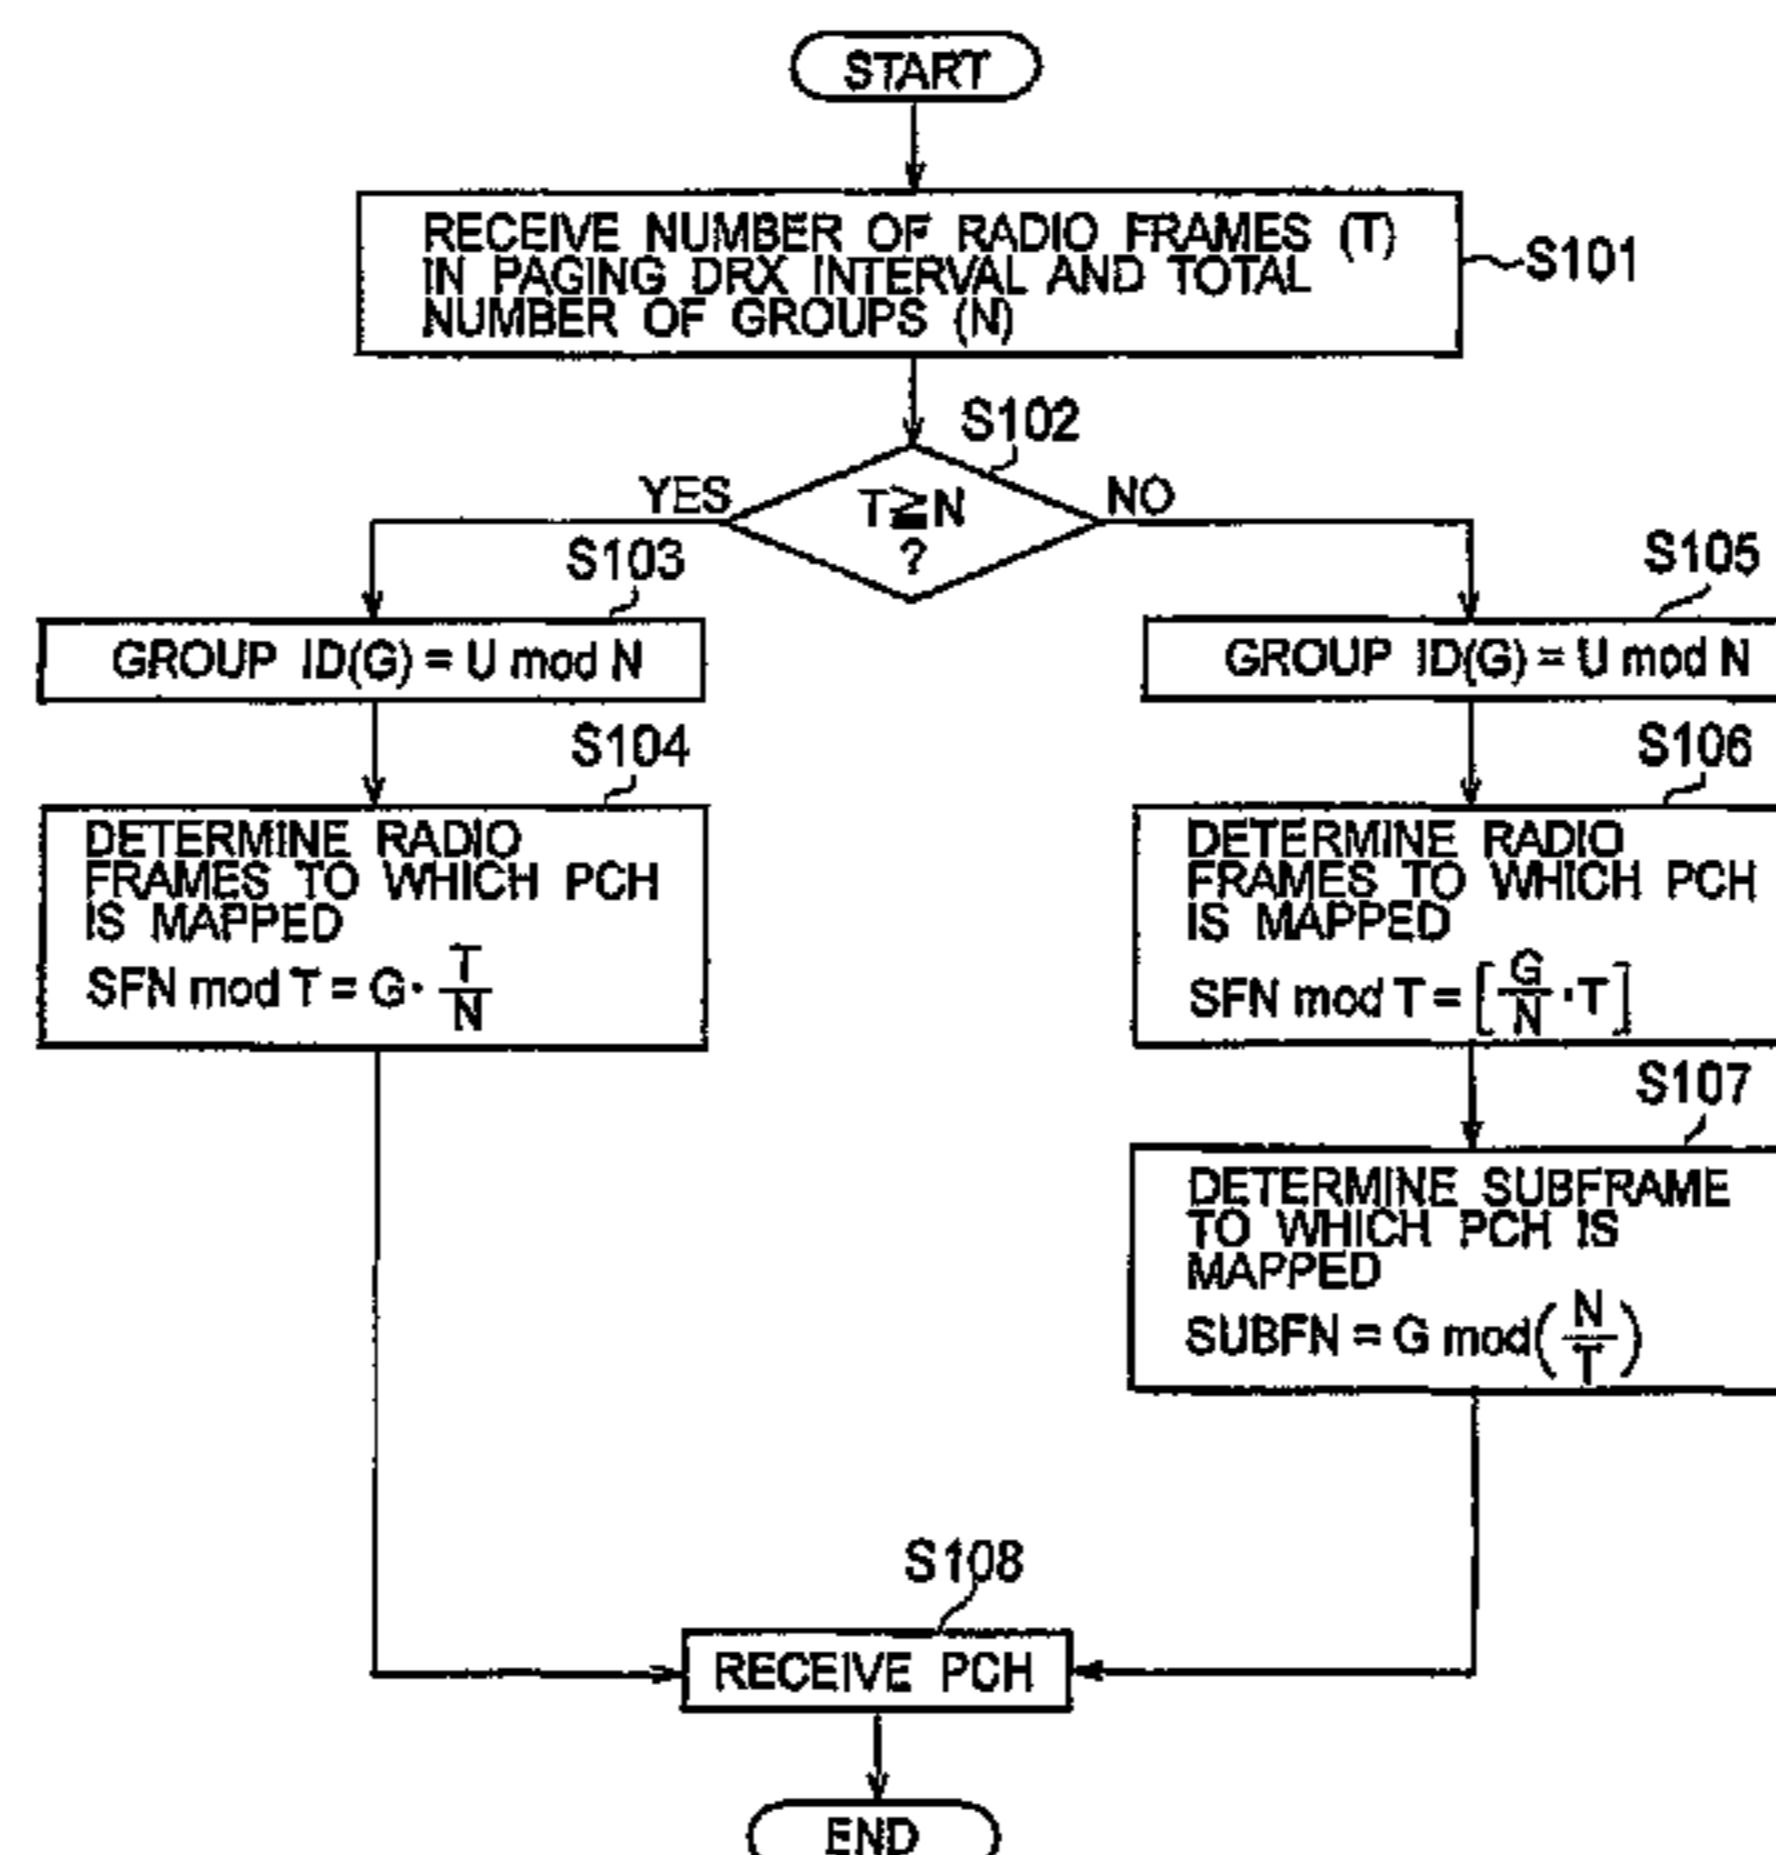 START
RECEIVE NUMBER OF RADIO FRAMES (T)
IN PAGING DRX INTERVAL AND TOTAL
NUMBER OF GROUPS (N)
S101
S102
YES
T≧N
?
NO
S103
GROUP ID(G) = U mod N
S105
GROUP ID(G) = U mod N
S104
DETERMINE RADIO
FRAMES TO WHICH PCH
IS MAPPED
SFN mod T = G · T/N
S106
DETERMINE RADIO
FRAMES TO WHICH PCH
IS MAPPED
SFN mod T = [G/N · T]
S107
DETERMINE SUBFRAME
TO WHICH PCH IS
MAPPED
SUBFN = G mod (N/T)
S108
RECEIVE PCH
END